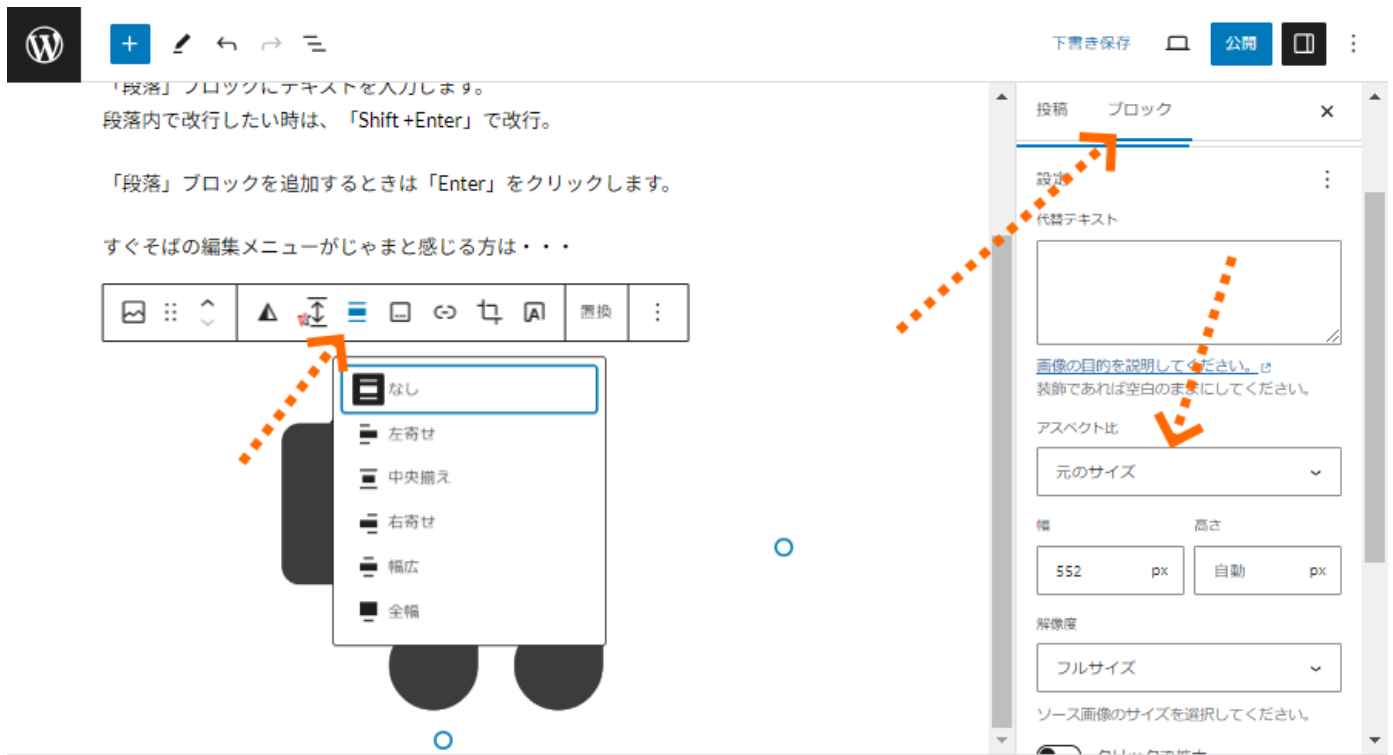 下書き保存
公開
「段落」ブロックにテキストを入力します。
段落内で改行したい時は、「Shift +Enter」で改行。
「段落」ブロックを追加するときは「Enter」をクリックします。
すぐそばの編集メニューがじゃまと感じる方は・・・
置換
なし
左寄せ
中央揃え
右寄せ
幅広
全幅
投稿 ブロック
設定
代替テキスト
画像の目的を説明してください。
装飾であれば空白のままにしてください。
アスペクト比
元のサイズ
幅 高さ
552 px 自動 px
解像度
フルサイズ
ソース画像のサイズを選択してください。
クリックで拡大